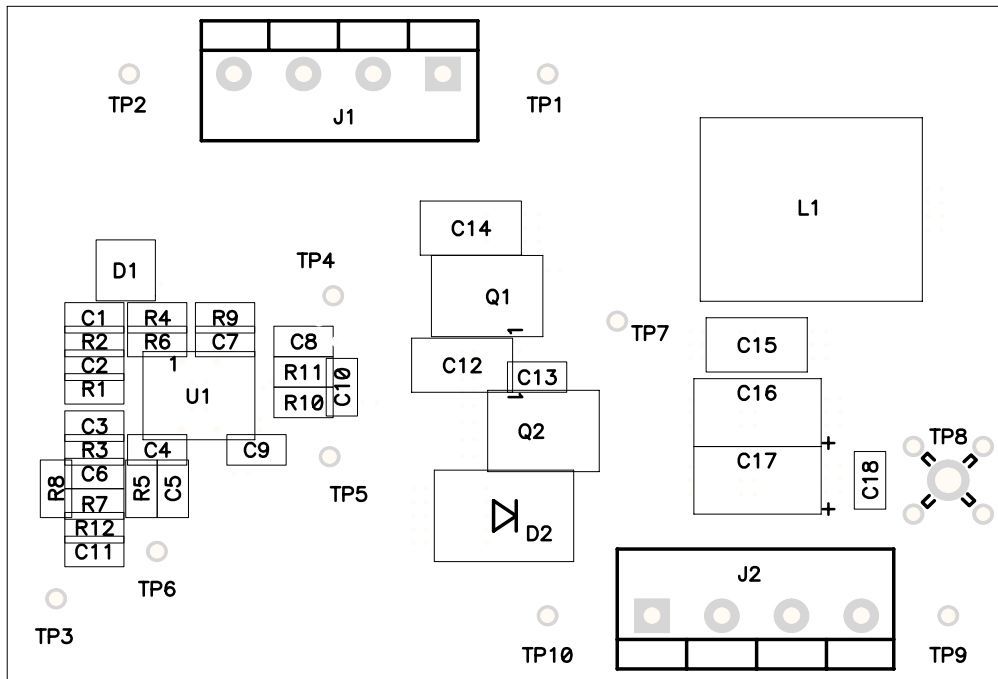 TP2
J1
TP1
L1
C14
D1
TP4
Q1
1
TP7
C1
R4
R9
R2
R6
C7
C8
C15
C2
1
R11
C10
C12
C13
1
R1
U1
R10
C16
C3
Q2
+
TP8
R3
C4
C9
C17
C6
R8
R5
C5
TP5
C18
R7
+
R12
D2
C11
TP6
J2
TP3
TP10
TP9